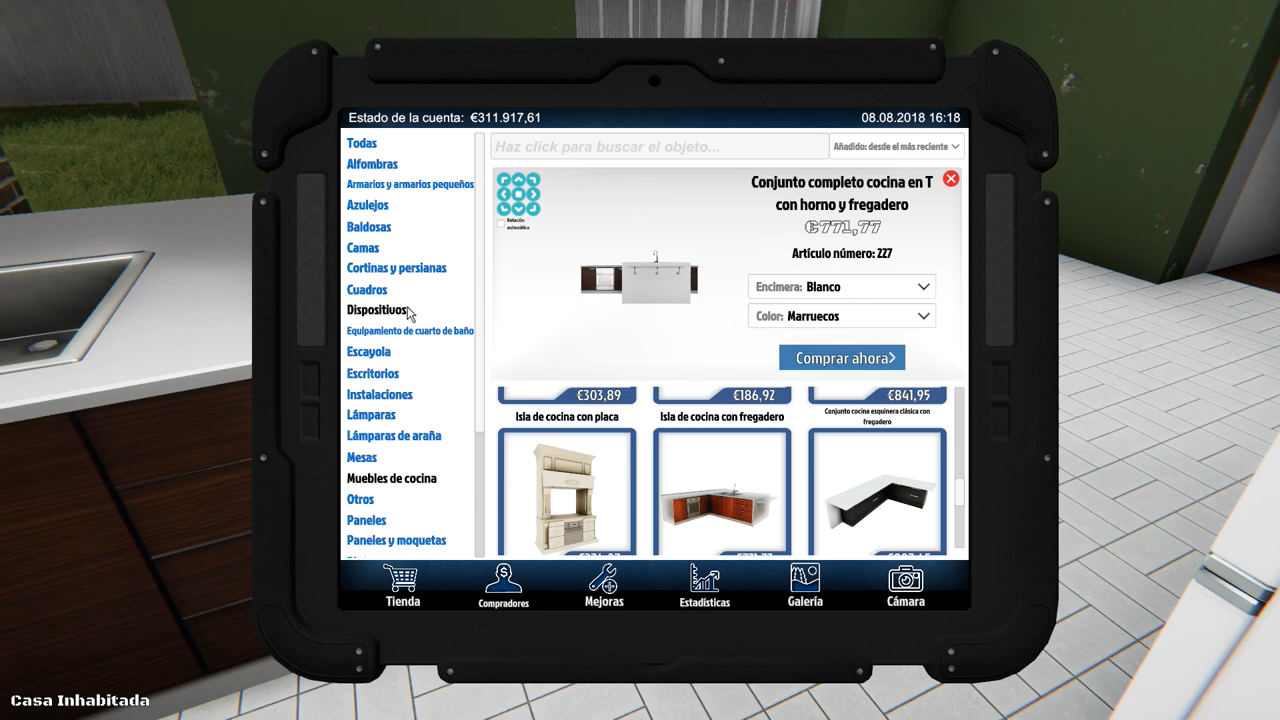 Estado de la cuenta: €311.917,61
08.08.2018 16:18
Todas
Alfombras
Armarios y armarios pequeños
Azulejos
Baldosas
Camas
Cortinas y persianas
Cuadros
Dispositivos
Equipamiento de cuarto de baño
Escayola
Escritorios
Instalaciones
Lámparas
Lámparas de araña
Mesas
Muebles de cocina
Otros
Paneles
Paneles y moquetas
Haz click para buscar el objeto...
Añadido: desde el más reciente
Rotación
automática
Conjunto completo cocina en T
con horno y fregadero
€771,77
Artículo número: 227
Encimera: Blanco
Color: Marruecos
Comprar ahora>
€303,89
€186,92
€841,95
Isla de cocina con placa
Isla de cocina con fregadero
Conjunto cocina esquinera clásica con
fregadero
Tienda
Compradores
Mejoras
Estadísticas
Galería
Cámara
Casa Inhabitada